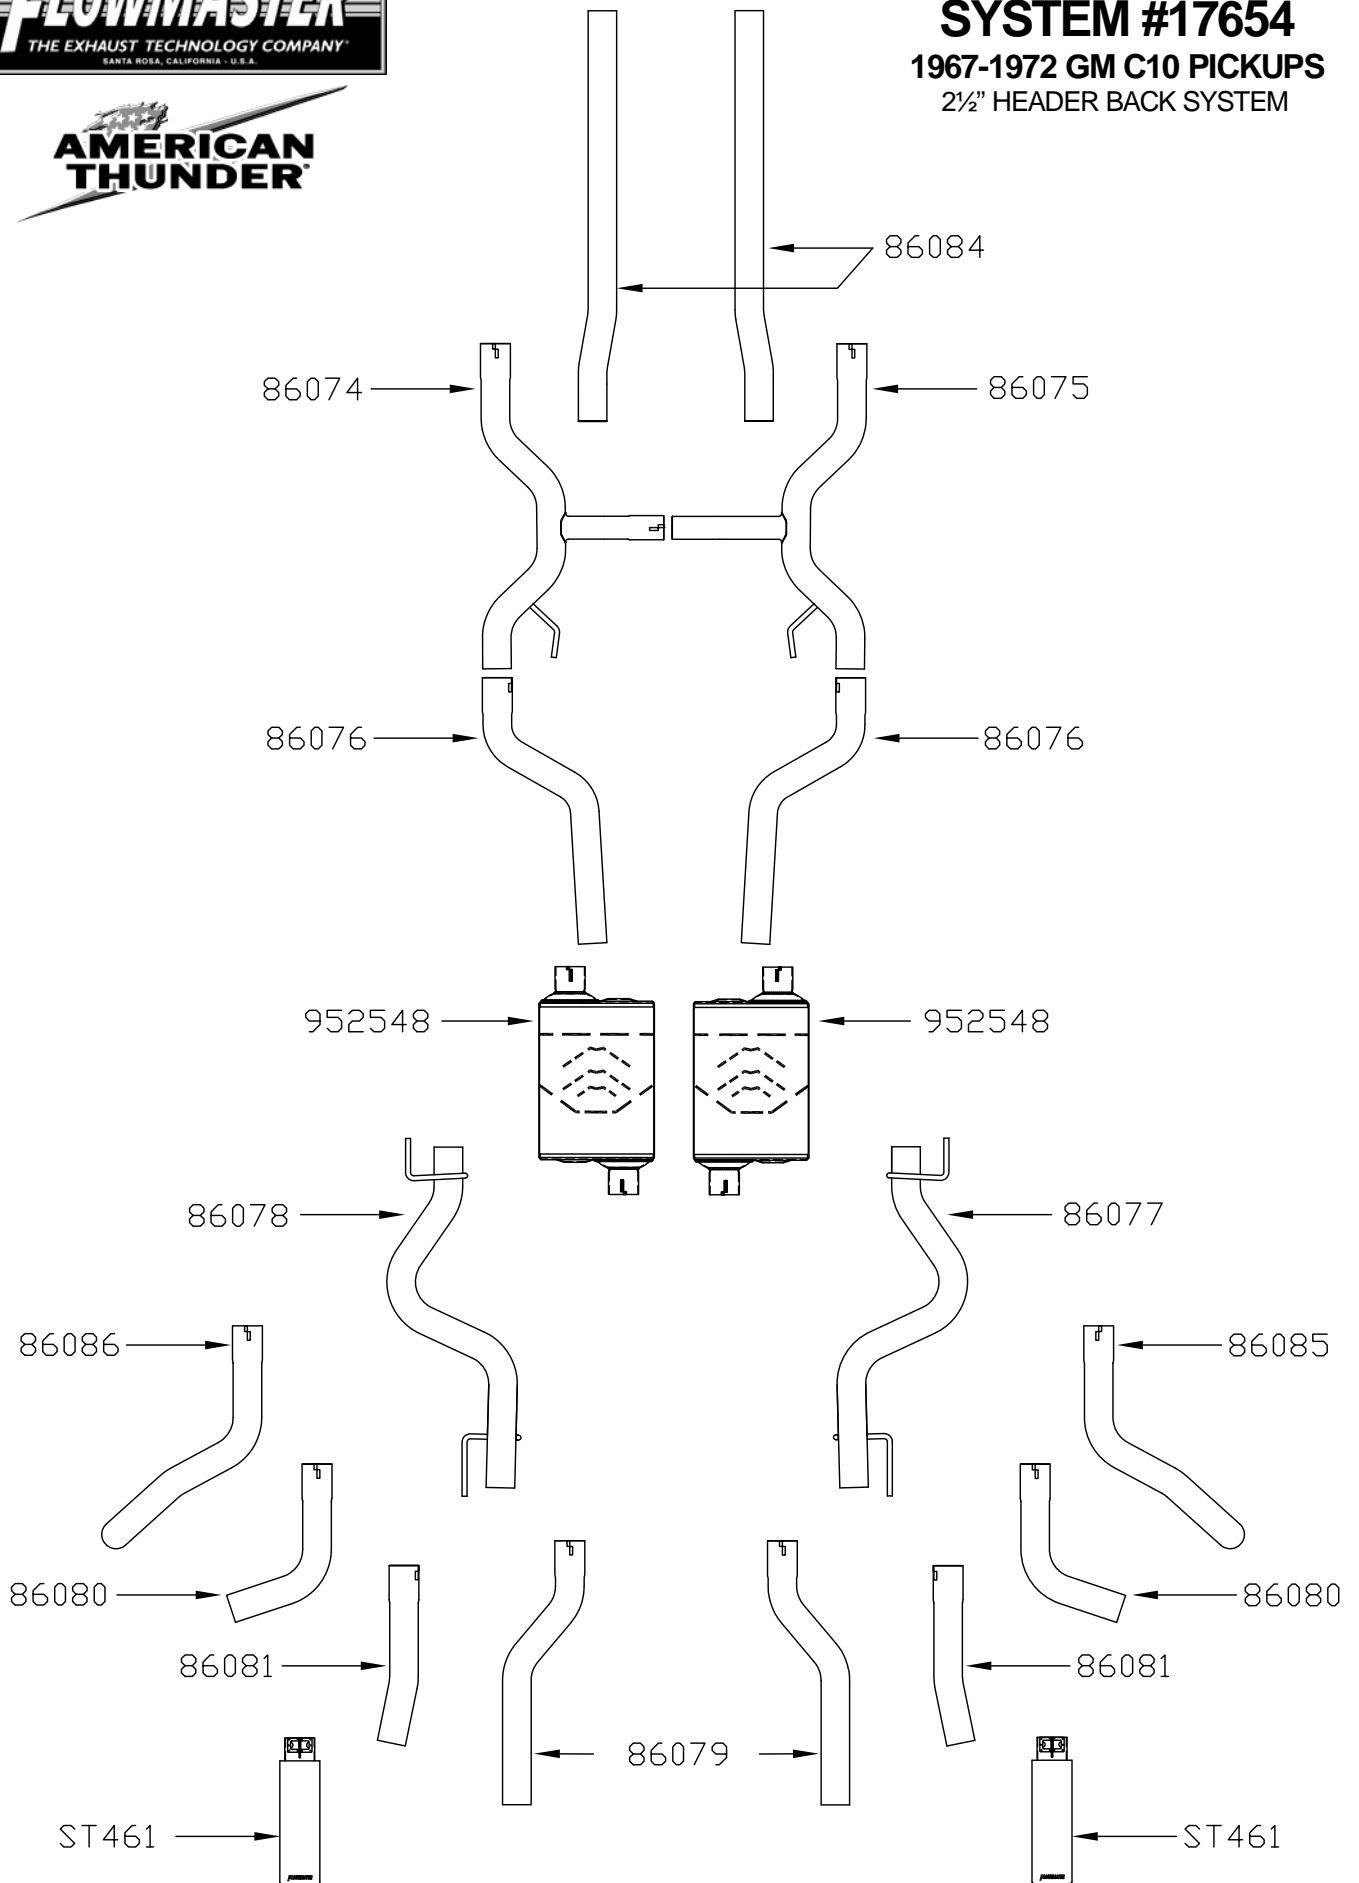 FLOWMASTER
THE EXHAUST TECHNOLOGY COMPANY®
SANTA ROSA, CALIFORNIA - U.S.A.
AMERICAN
THUNDER®
SYSTEM #17654
1967-1972 GM C10 PICKUPS
2½” HEADER BACK SYSTEM
86084
86074
86075
86076
86076
952548
952548
86078
86077
86086
86085
86080
86080
86081
86081
86079
ST461
ST461
FLOWMASTER
FLOWMASTER